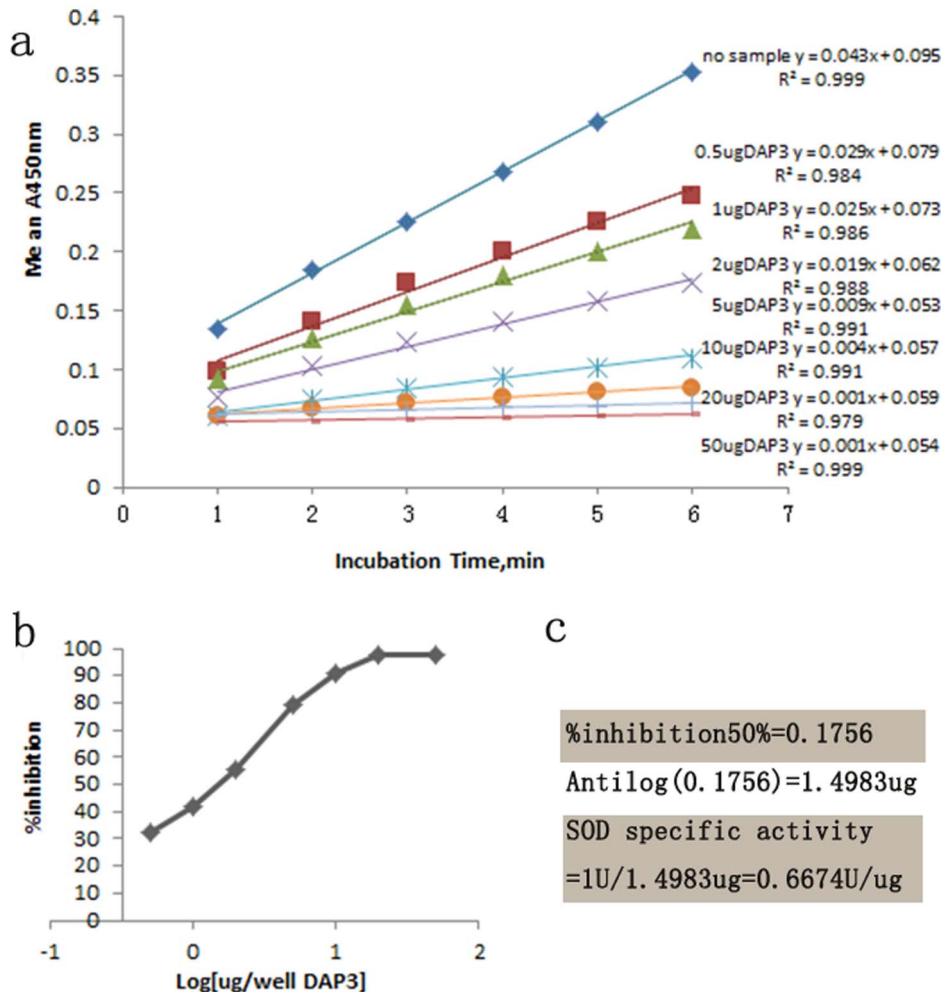 a
0.4
0.35
0.3
0.25
0.2
0.15
0.1
0.05
0
Me an A450nm
no sample y = 0.043x + 0.095
R² = 0.999
0.5ugDAP3 y = 0.029x + 0.079
R² = 0.984
1ugDAP3 y = 0.025x + 0.073
R² = 0.986
2ugDAP3 y = 0.019x + 0.062
R² = 0.988
5ugDAP3 y = 0.009x + 0.053
R² = 0.991
10ugDAP3 y = 0.004x + 0.057
R² = 0.991
20ugDAP3 y = 0.001x + 0.059
R² = 0.979
50ugDAP3 y = 0.001x + 0.054
R² = 0.999
0 1 2 3 4 5 6 7
Incubation Time,min
b
100
90
80
70
60
50
40
30
20
10
0
%inhibition
-1 0 1 2
Log[ug/well DAP3]
c
%inhibition50%=0.1756
Antilog(0.1756)=1.4983ug
SOD specific activity
=1U/1.4983ug=0.6674U/ug